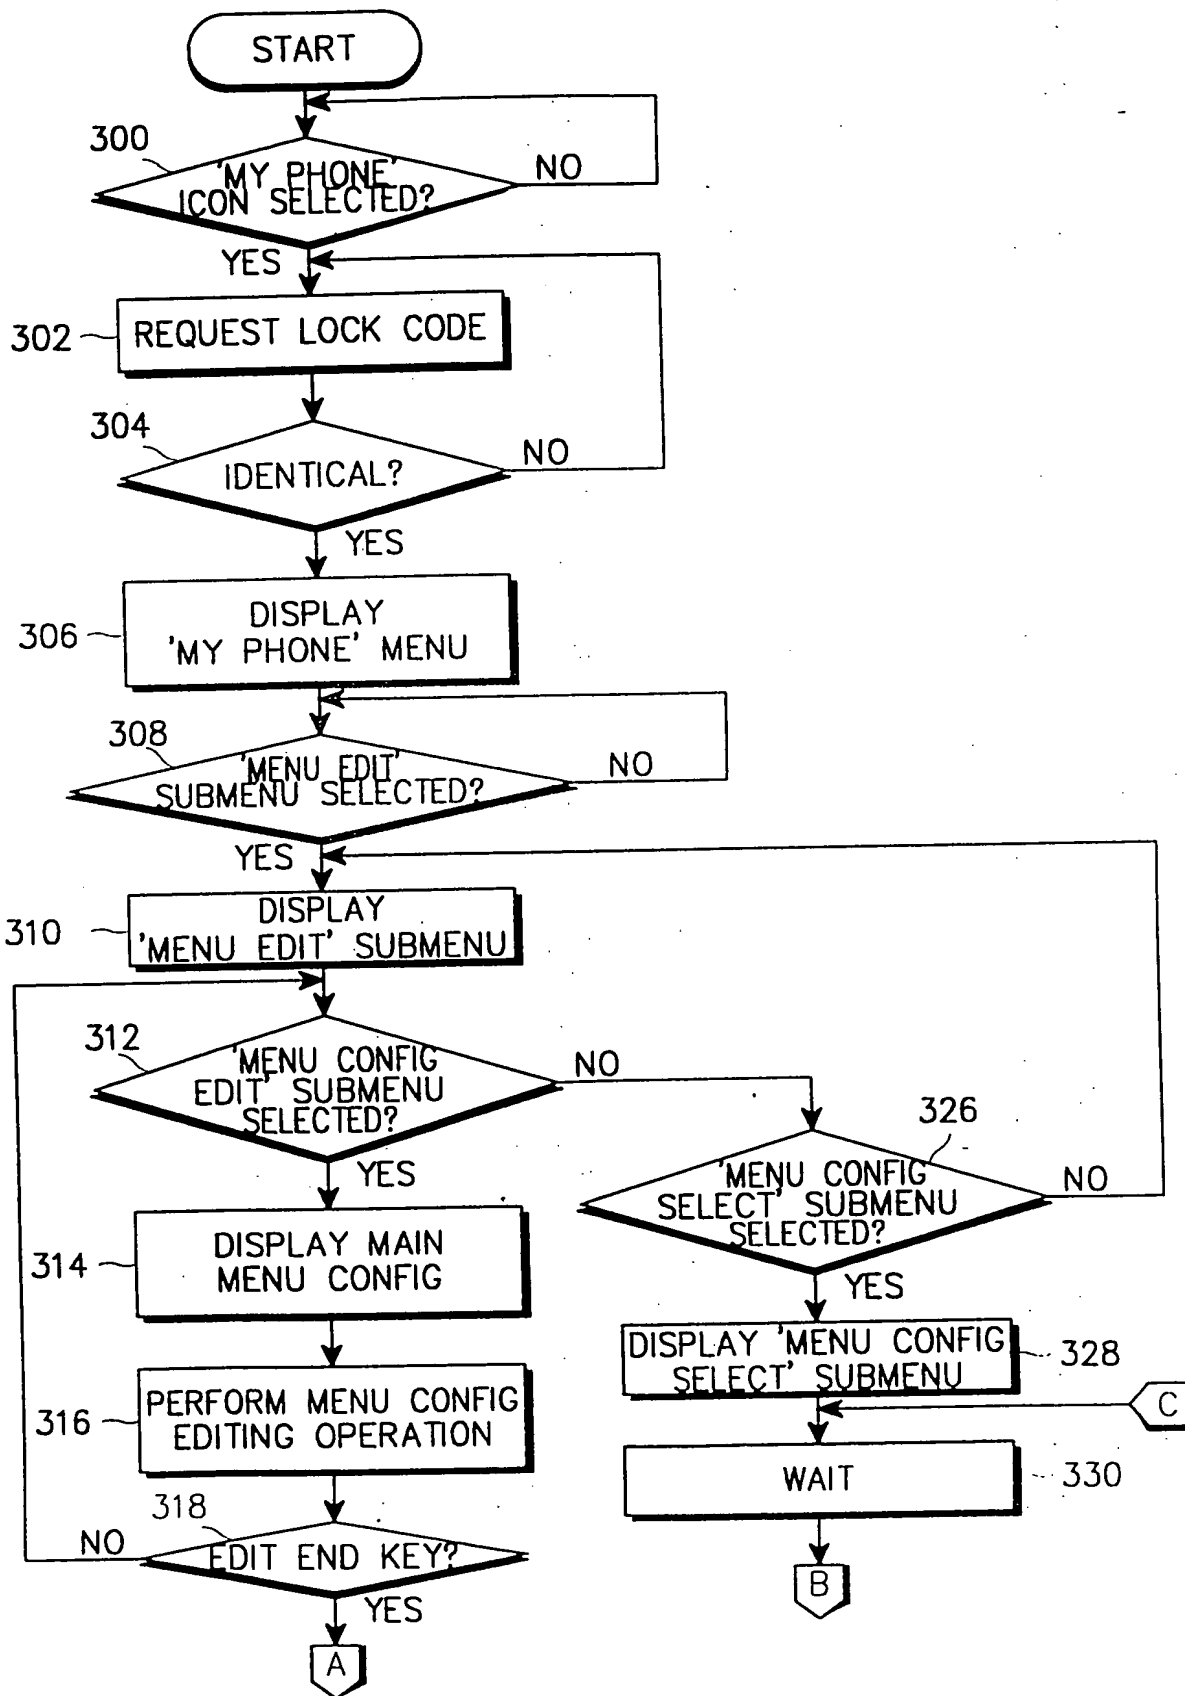 START
300
'MY PHONE'
ICON SELECTED?
NO
YES
302
REQUEST LOCK CODE
304
IDENTICAL?
NO
YES
306
DISPLAY
'MY PHONE' MENU
308
'MENU EDIT'
SUBMENU SELECTED?
NO
YES
310
DISPLAY
'MENU EDIT' SUBMENU
312
'MENU CONFIG
EDIT' SUBMENU
SELECTED?
NO
YES
314
DISPLAY MAIN
MENU CONFIG
316
PERFORM MENU CONFIG
EDITING OPERATION
318
EDIT END KEY?
NO
YES
A
326
'MENU CONFIG
SELECT' SUBMENU
SELECTED?
NO
YES
DISPLAY 'MENU CONFIG
SELECT' SUBMENU
328
C
WAIT
330
B